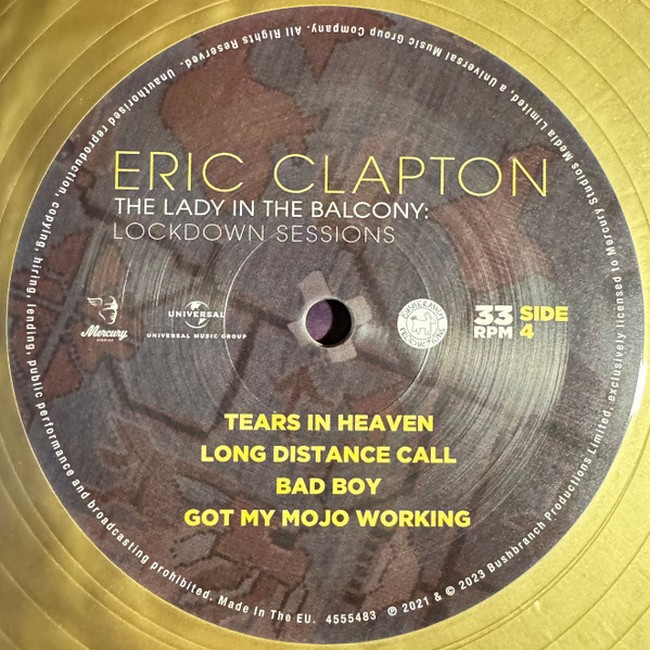 ERIC CLAPTON
THE LADY IN THE BALCONY:
LOCKDOWN SESSIONS
Mercury
UNIVERSAL
UNIVERSAL MUSIC GROUP
BUSHBRANCH PRODUCTIONS
33 RPM
SIDE 4
TEARS IN HEAVEN
LONG DISTANCE CALL
BAD BOY
GOT MY MOJO WORKING
℗ 2021 & © 2023 Bushbranch Productions Limited, exclusively licensed to Mercury Studios Media Limited, a Universal Music Group Company. All Rights Reserved. Unauthorised reproduction, copying, hiring, lending, public performance and broadcasting prohibited. Made In The EU. 4555483